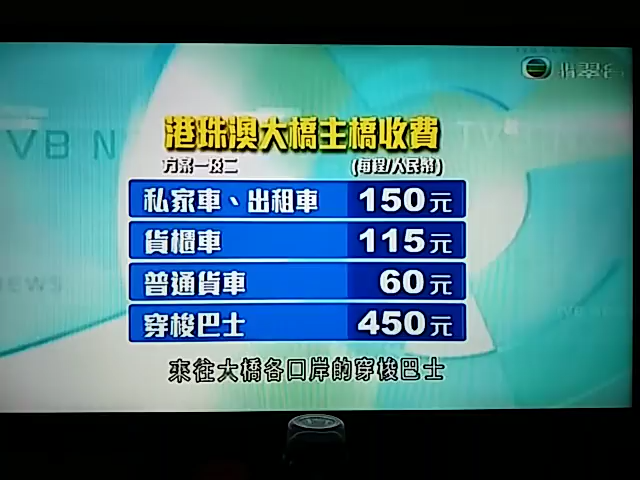 翡翠台
TVB N
港珠澳大橋主橋收費
方案一及二 (每程/人民幣)
私家車、出租車 150元
貨櫃車 115元
普通貨車 60元
穿梭巴士 450元
NEWS
來往大橋各口岸的穿梭巴士